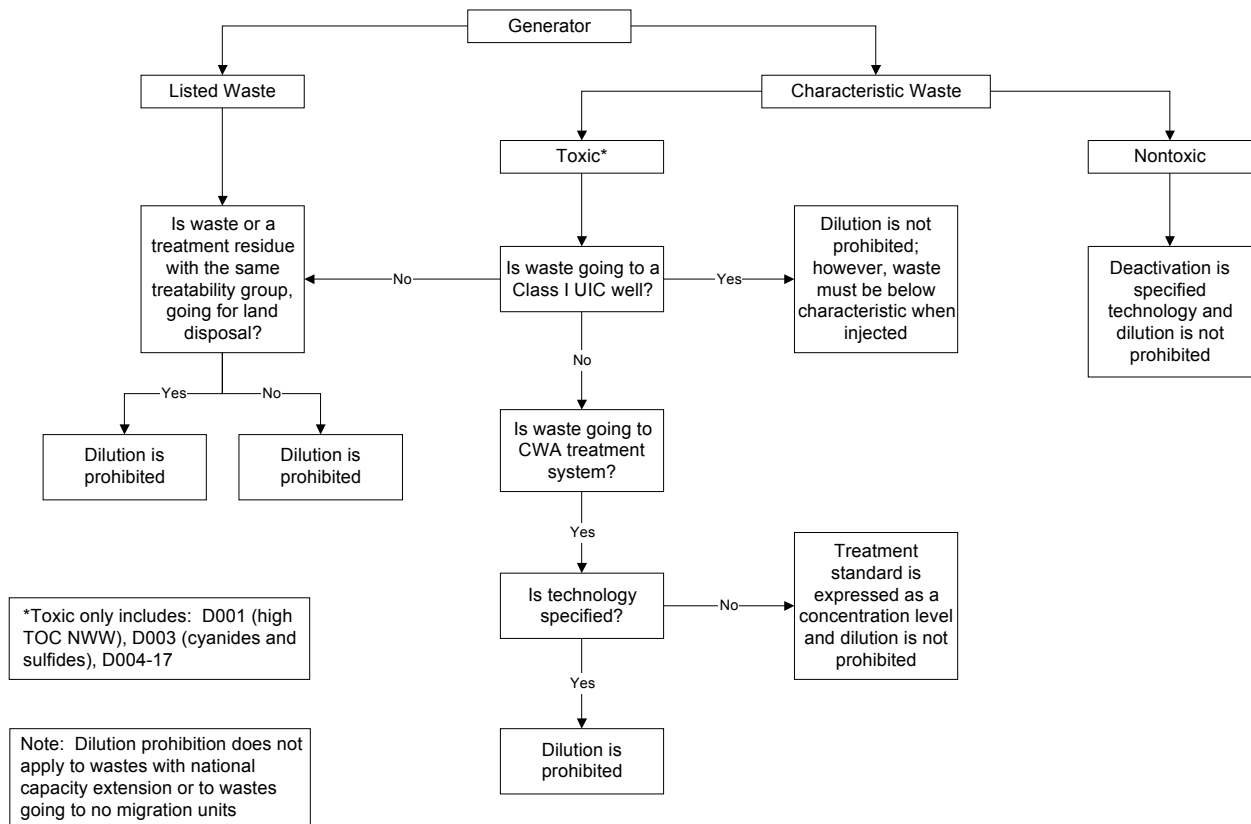 Generator
Listed Waste
Characteristic Waste
Toxic*
Nontoxic
Is waste or a
treatment residue
with the same
treatability group,
going for land
disposal?
No
Is waste going to a
Class I UIC well?
Yes
Dilution is not
prohibited;
however, waste
must be below
characteristic when
injected
Deactivation is
specified
technology and
dilution is not
prohibited
Yes
No
No
Dilution is
prohibited
Dilution is
prohibited
Is waste going to
CWA treatment
system?
Yes
Is technology
specified?
No
Treatment
standard is
expressed as a
concentration level
and dilution is not
prohibited
Yes
Dilution is
prohibited
*Toxic only includes:  D001 (high
TOC NWW), D003 (cyanides and
sulfides), D004-17
Note:  Dilution prohibition does not
apply to wastes with national
capacity extension or to wastes
going to no migration units